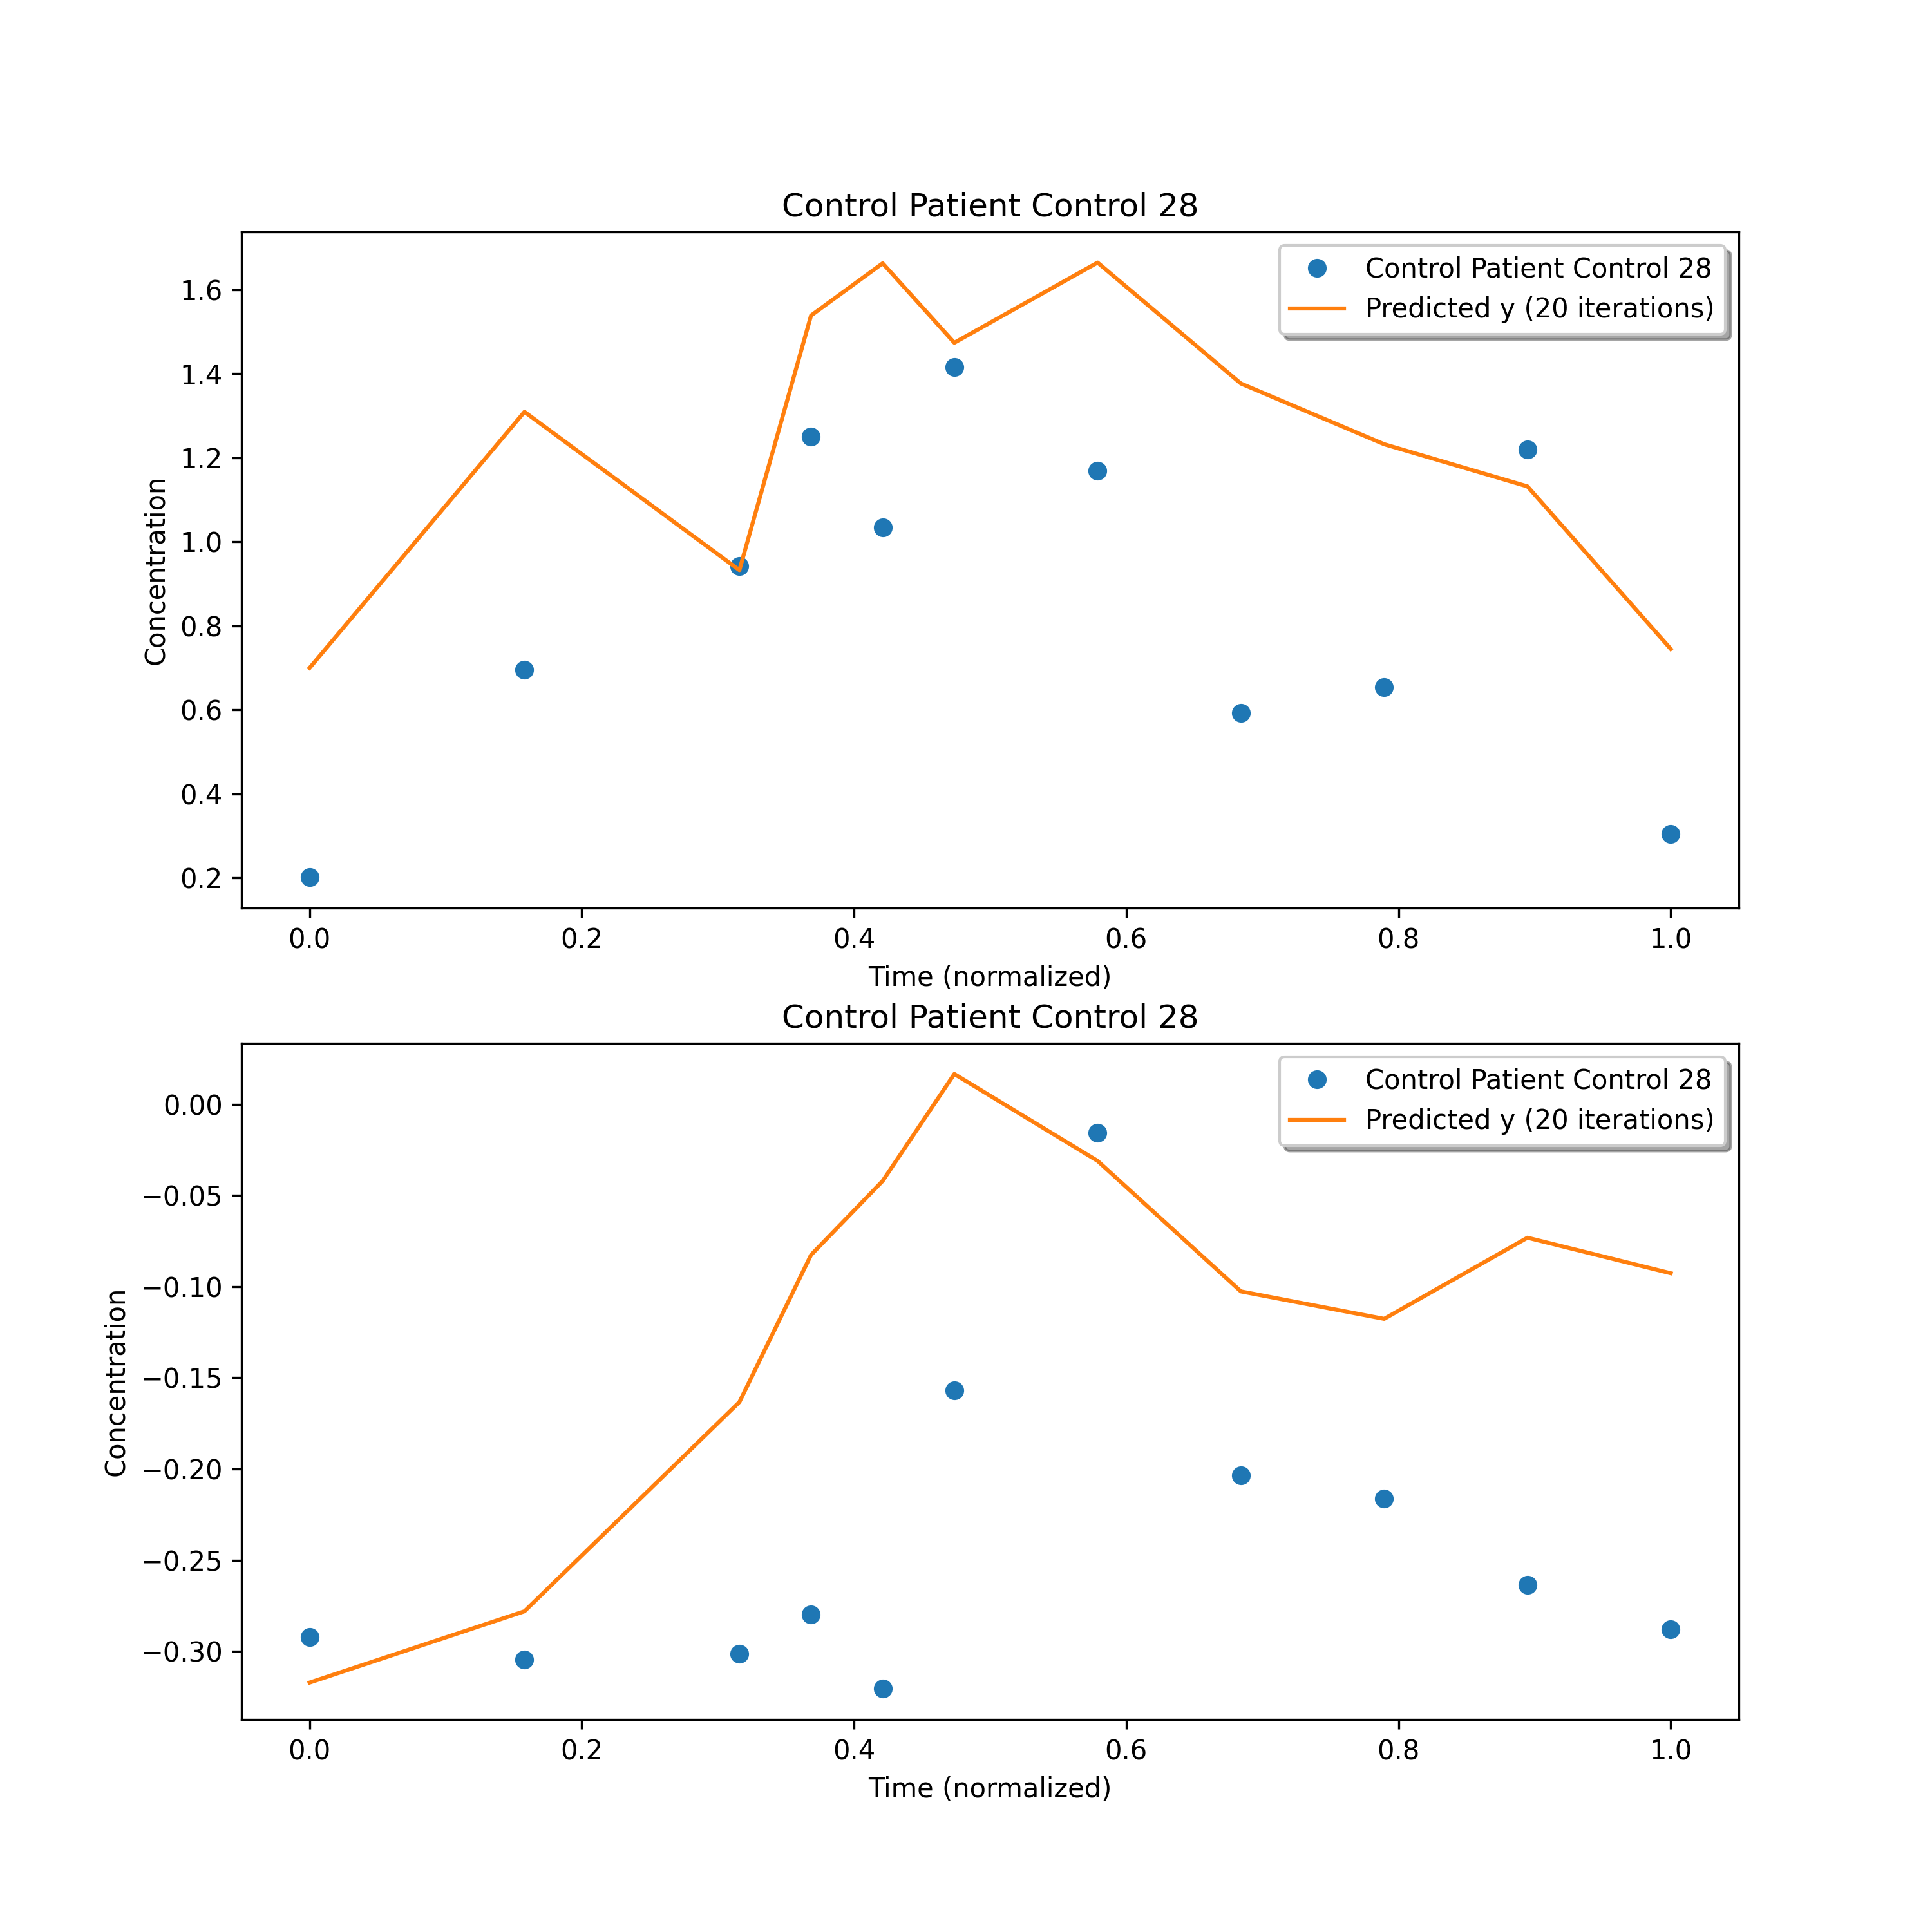 Control Patient Control 28
Control Patient Control 28
Predicted y (20 iterations)
1.6
1.4
1.2
1.0
0.8
0.6
0.4
0.2
Concentration
0.0 0.2 0.4 0.6 0.8 1.0
Time (normalized)
Control Patient Control 28
Control Patient Control 28
Predicted y (20 iterations)
0.00
−0.05
−0.10
−0.15
−0.20
−0.25
−0.30
Concentration
0.0 0.2 0.4 0.6 0.8 1.0
Time (normalized)